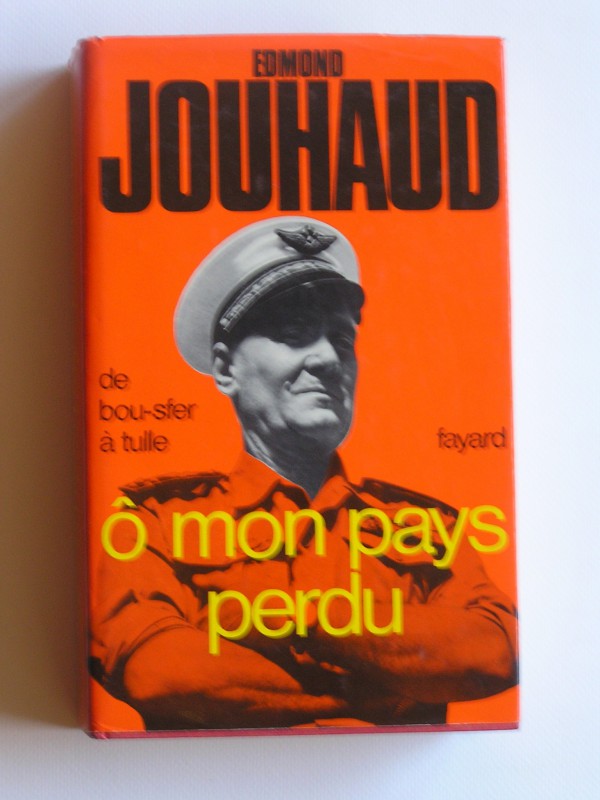 EDMOND
JOUHAUD
de
bou-sfer
à tulle
fayard
ô mon pays
perdu